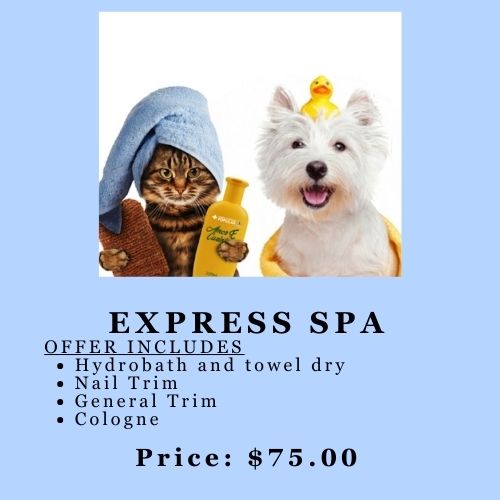 EXPRESS SPA
OFFER INCLUDES
Hydrobath and towel dry
Nail Trim
General Trim
Cologne
Price: $75.00